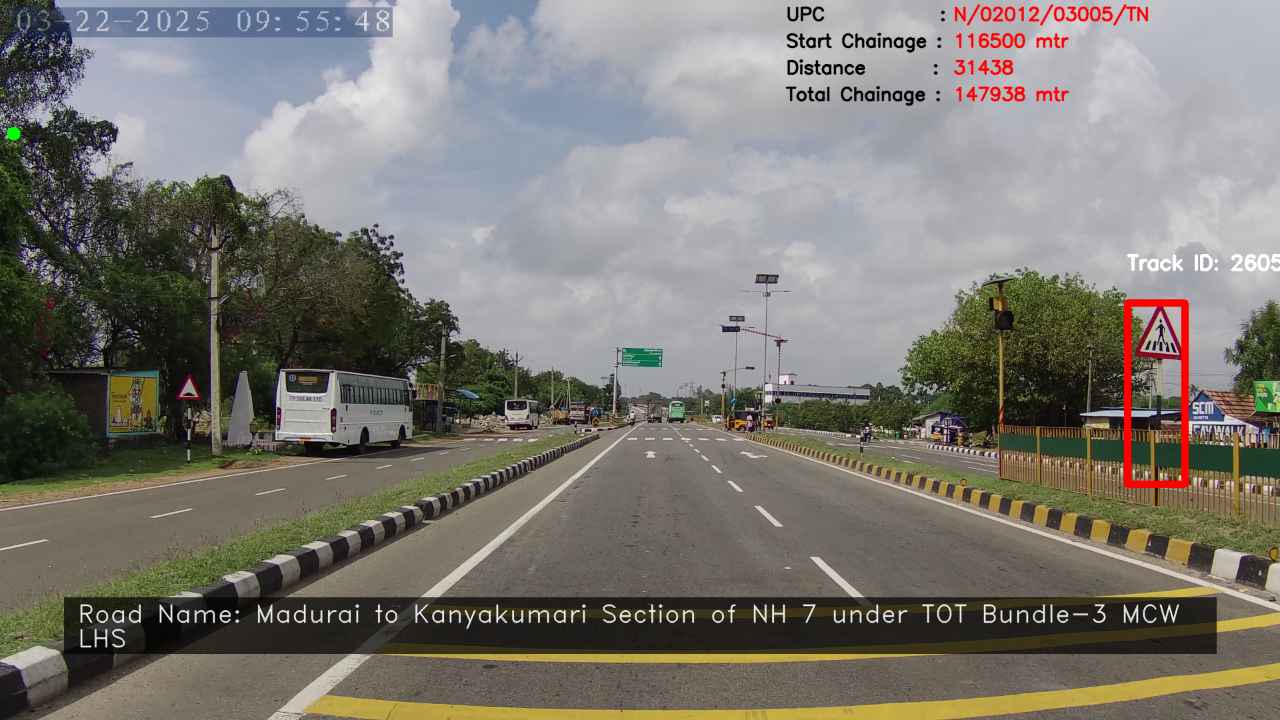 03-22-2025 09:55:48
UPC : N/02012/03005/TN
Start Chainage : 116500 mtr
Distance : 31438
Total Chainage : 147938 mtr
Track ID: 2605
SCM
Road Name: Madurai to Kanyakumari Section of NH 7 under TOT Bundle-3 MCW
LHS